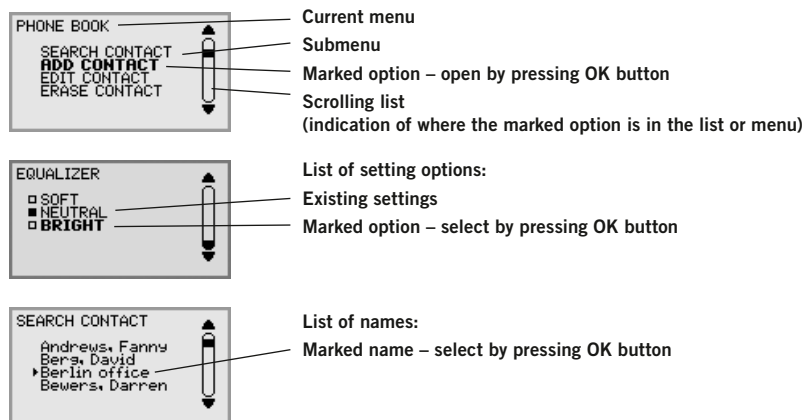 PHONE BOOK
SEARCH CONTACT
ADD CONTACT
EDIT CONTACT
ERASE CONTACT
Current menu
Submenu
Marked option – open by pressing OK button
Scrolling list
(indication of where the marked option is in the list or menu)
EQUALIZER
SOFT
NEUTRAL
BRIGHT
List of setting options:
Existing settings
Marked option – select by pressing OK button
SEARCH CONTACT
Andrews, Fanny
Berg, David
Berlin office
Bewers, Darren
List of names:
Marked name – select by pressing OK button